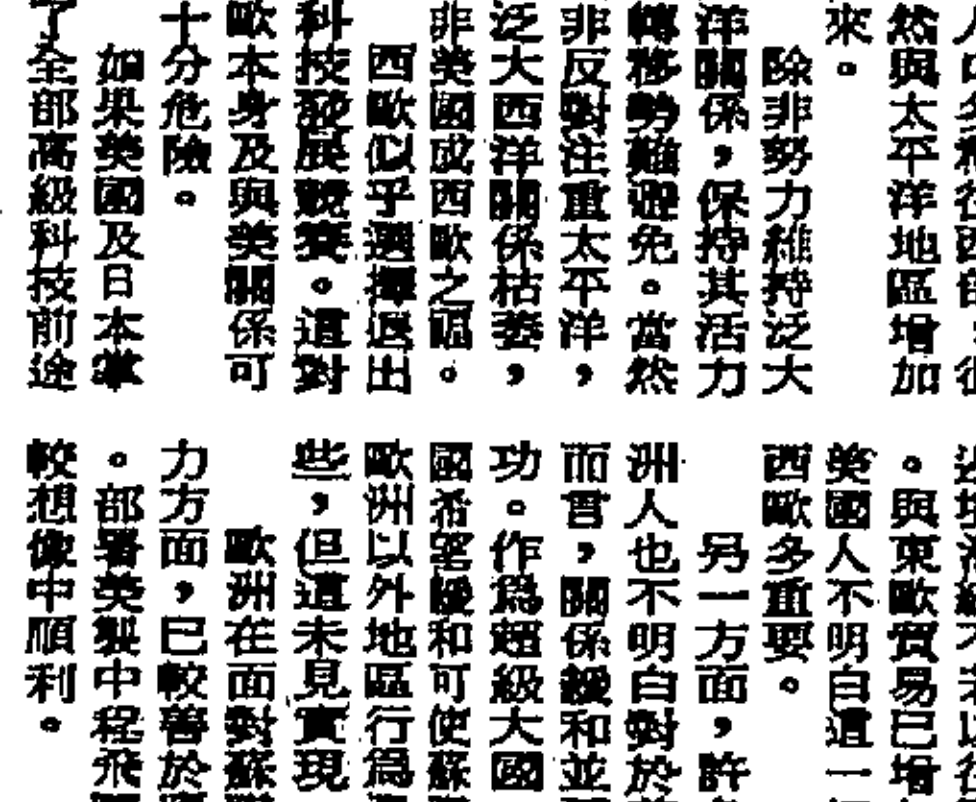 然與太平洋地區增加
來。
除非努力維持泛大
洋關係,保持其活力
轉移勢難避免。當然
非反對注重太平洋,
泛大西洋關係枯萎,
非美國或西歐之福。
西歐似乎選擇退出
科技發展競賽。這對
歐本身及與美關係可
十分危險。
如果美國及日本掌
了全部高級科技前途
。與東歐貿易已增
美國人不明白這一
西歐多重要。
另一方面,許
洲人也不明白對於
而言,關係緩和並
功。作爲超級大國
國希望緩和可使蘇
歐洲以外地區行爲
些,但這未見實現
歐洲在面對蘇
力方面,已較善於
。部署美製中程飛
較想像中順利。